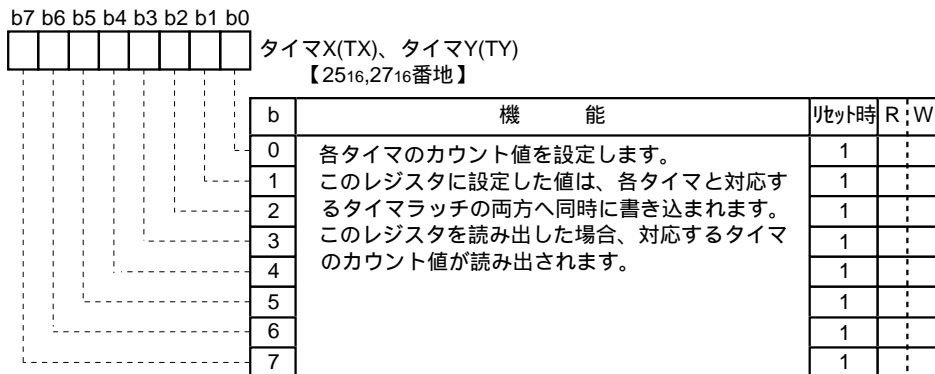 b7 b6 b5 b4 b3 b2 b1 b0
タイマX(TX)、タイマY(TY)
【2516,2716番地】
b 機 能 ﾘｾｯﾄ時 R W
0 各タイマのカウント値を設定します。 1
1 このレジスタに設定した値は、各タイマと対応す 1
2 るタイマラッチの両方へ同時に書き込まれます。 1
3 このレジスタを読み出した場合、対応するタイマ 1
4 のカウント値が読み出されます。 1
5 1
6 1
7 1